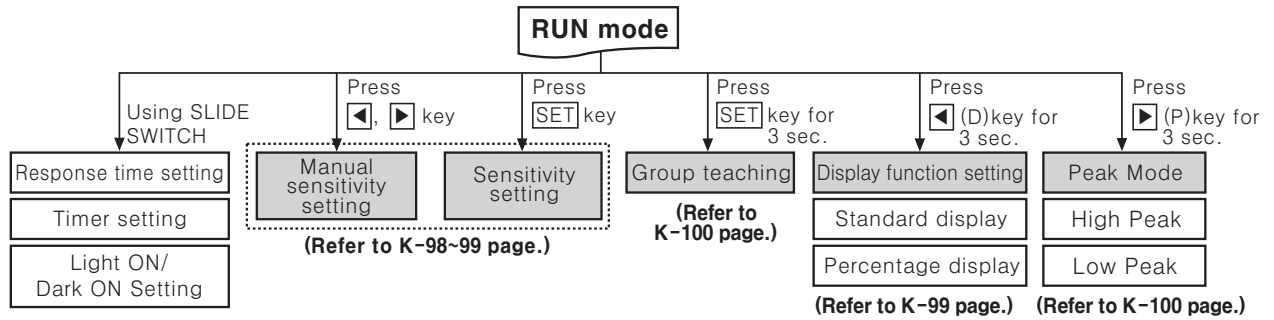 RUN mode
Using SLIDE
SWITCH
Response time setting
Timer setting
Light ON/
Dark ON Setting
Press
◀, ▶ key
Manual
sensitivity
setting
Press
SET key
Sensitivity
setting
(Refer to K-98~99 page.)
Press
SET key for
3 sec.
Group teaching
(Refer to
K-100 page.)
Press
◀ (D)key for
3 sec.
Display function setting
Standard display
Percentage display
(Refer to K-99 page.)
Press
▶ (P)key for
3 sec.
Peak Mode
High Peak
Low Peak
(Refer to K-100 page.)